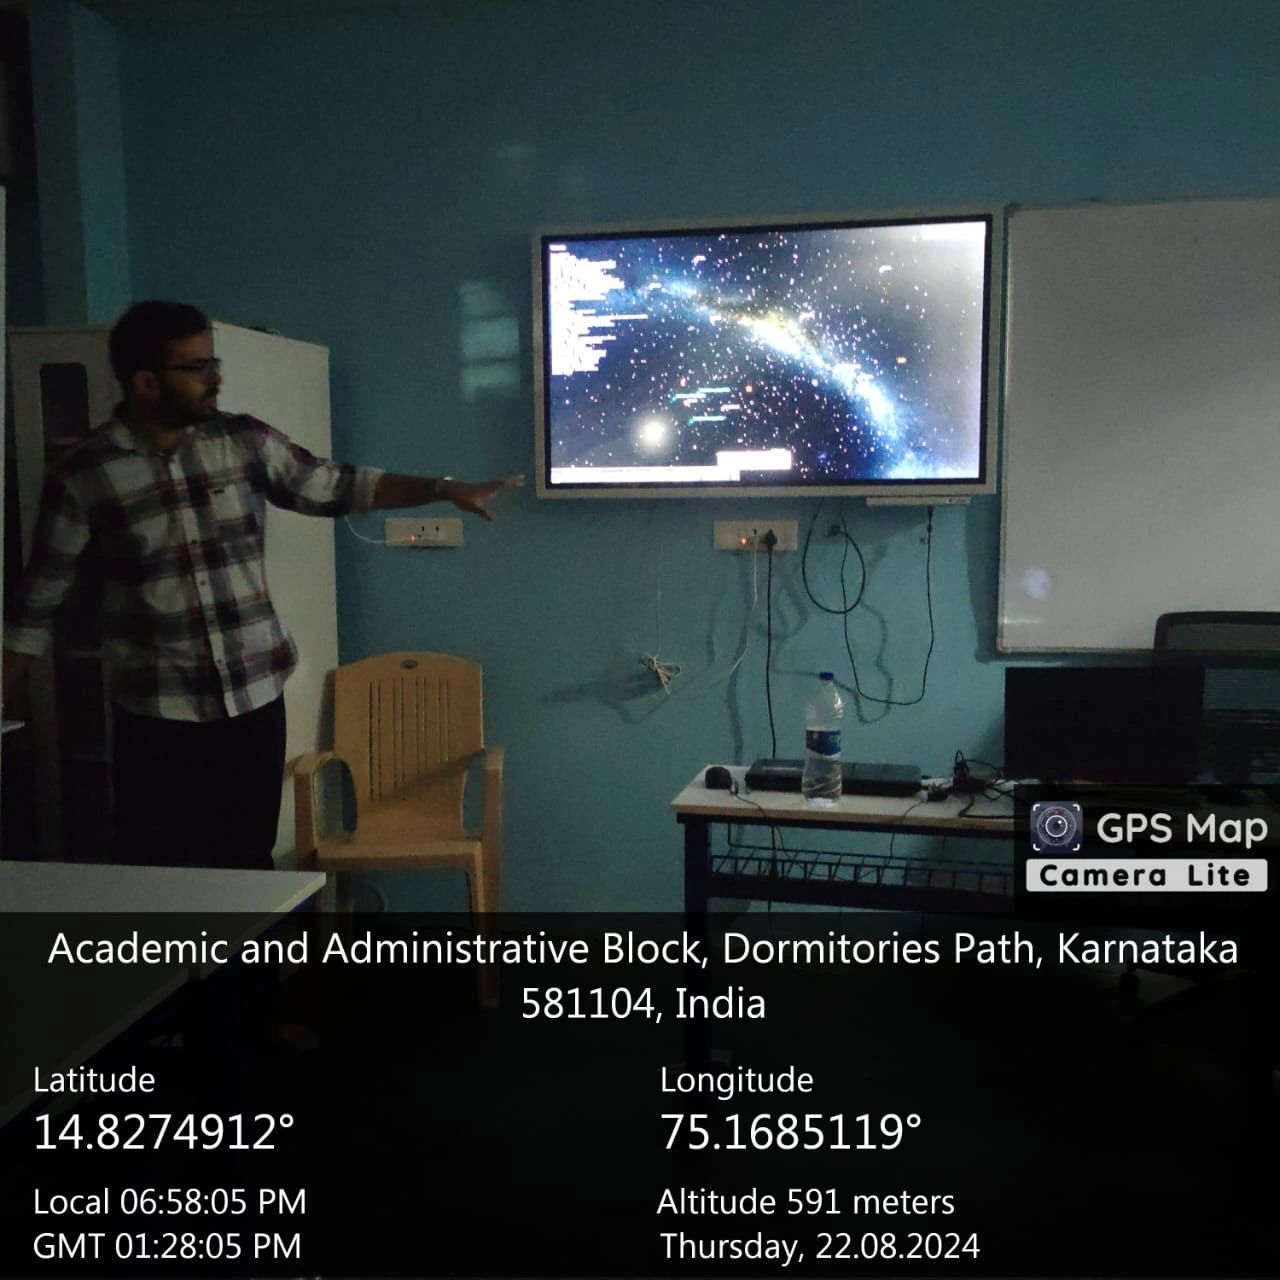 GPS Map
Camera Lite
Academic and Administrative Block, Dormitories Path, Karnataka
581104, India
Latitude
14.8274912°
Longitude
75.1685119°
Local 06:58:05 PM
GMT 01:28:05 PM
Altitude 591 meters
Thursday, 22.08.2024